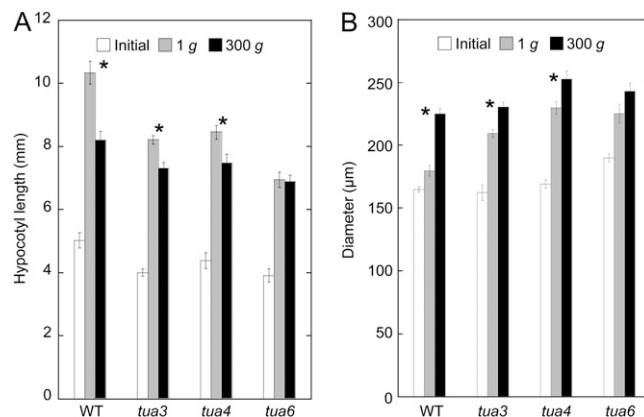 A
Initial 1 g 300 g
Hypocotyl length (mm)
12
10
8
6
4
2
0
* * *
WT tua3 tua4 tua6
B
Initial 1 g 300 g
Diameter (µm)
300
250
200
150
100
50
0
* * *
WT tua3 tua4 tua6